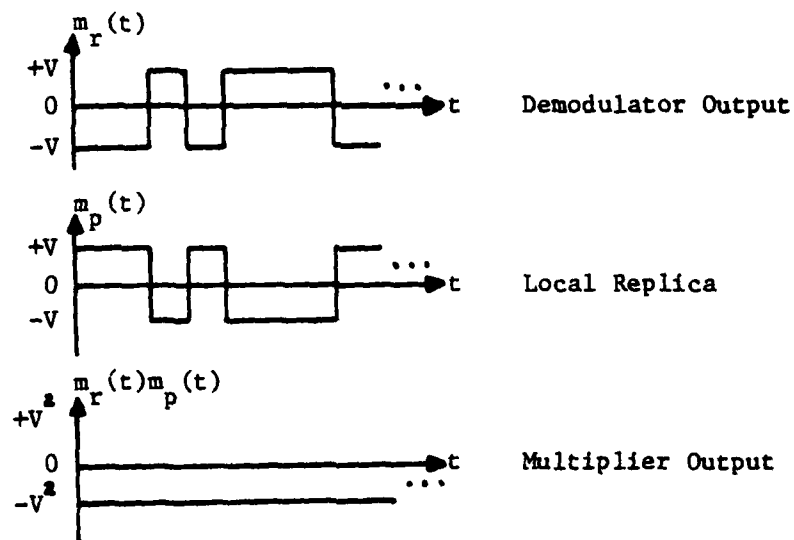 m_r(t)
+V
0
-V
...
t
Demodulator Output
m_p(t)
+V
0
-V
...
t
Local Replica
m_r(t)m_p(t)
+V²
0
-V²
...
t
Multiplier Output